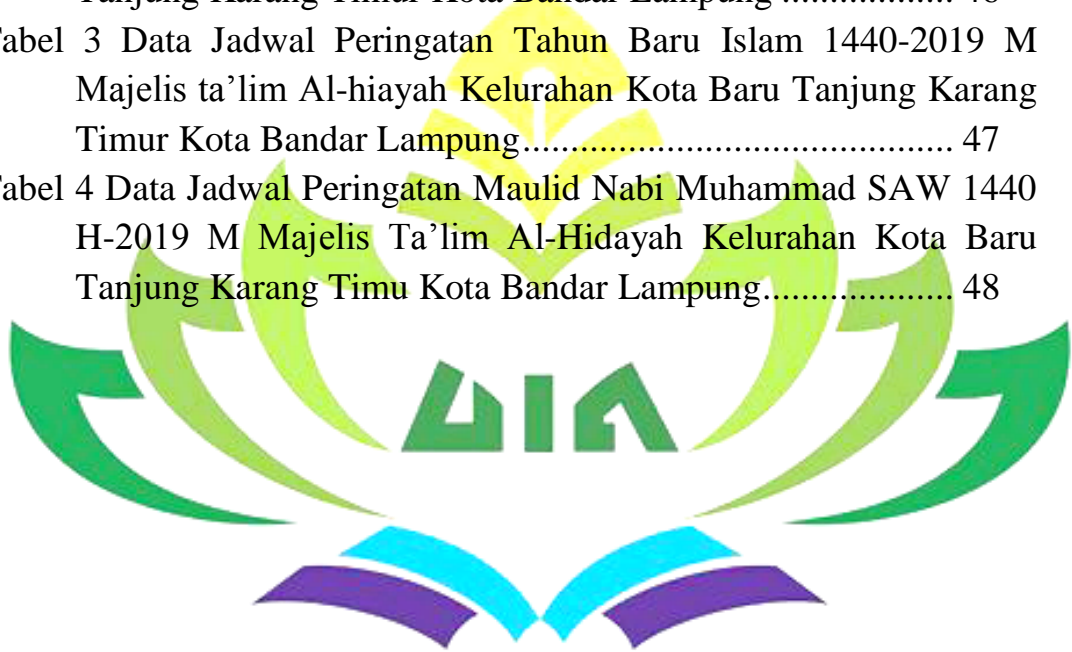 Tanjung Karang Timur Kota Bandar Lampung .................. 46
Tabel 3 Data Jadwal Peringatan Tahun Baru Islam 1440-2019 M
Majelis ta’lim Al-hiayah Kelurahan Kota Baru Tanjung Karang
Timur Kota Bandar Lampung............................................. 47
Tabel 4 Data Jadwal Peringatan Maulid Nabi Muhammad SAW 1440
H-2019 M Majelis Ta’lim Al-Hidayah Kelurahan Kota Baru
Tanjung Karang Timu Kota Bandar Lampung.................... 48
UIN